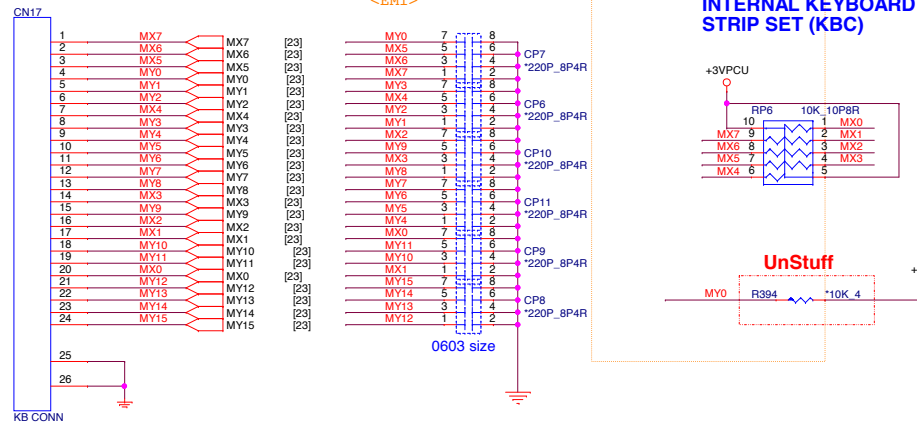 <EMI>
INTERNAL KEYBOARD
STRIP SET (KBC)
CN17
1 MX7 MX7 [23]
2 MX6 MX6 [23]
3 MX5 MX5 [23]
4 MY0 MY0 [23]
5 MY1 MY1 [23]
6 MY2 MY2 [23]
7 MX4 MX4 [23]
8 MY3 MY3 [23]
9 MY4 MY4 [23]
10 MY5 MY5 [23]
11 MY6 MY6 [23]
12 MY7 MY7 [23]
13 MY8 MY8 [23]
14 MX3 MX3 [23]
15 MY9 MY9 [23]
16 MX2 MX2 [23]
17 MX1 MX1 [23]
18 MY10 MY10 [23]
19 MY11 MY11 [23]
20 MX0 MX0 [23]
21 MY12 MY12 [23]
22 MY13 MY13 [23]
23 MY14 MY14 [23]
24 MY15 MY15 [23]
25
26
KB CONN
MY0 7 8
MX5 5 6 CP7
MX6 3 4 *220P_8P4R
MX7 1 2
MY3 7 8
MX4 5 6 CP6
MY2 3 4 *220P_8P4R
MY1 1 2
MX2 7 8
MY9 5 6 CP10
MX3 3 4 *220P_8P4R
MY8 1 2
MY7 7 8
MY6 5 6 CP11
MY5 3 4 *220P_8P4R
MY4 1 2
MX0 7 8
MY11 5 6 CP9
MY10 3 4 *220P_8P4R
MX1 1 2
MY15 7 8
MY14 5 6 CP8
MY13 3 4 *220P_8P4R
MY12 1 2
0603 size
+3VPCU
RP6 10K_10P8R
10 1 MX0
MX7 9 2 MX1
MX6 8 3 MX2
MX5 7 4 MX3
MX4 6 5
UnStuff
MY0 R394 *10K_4
+